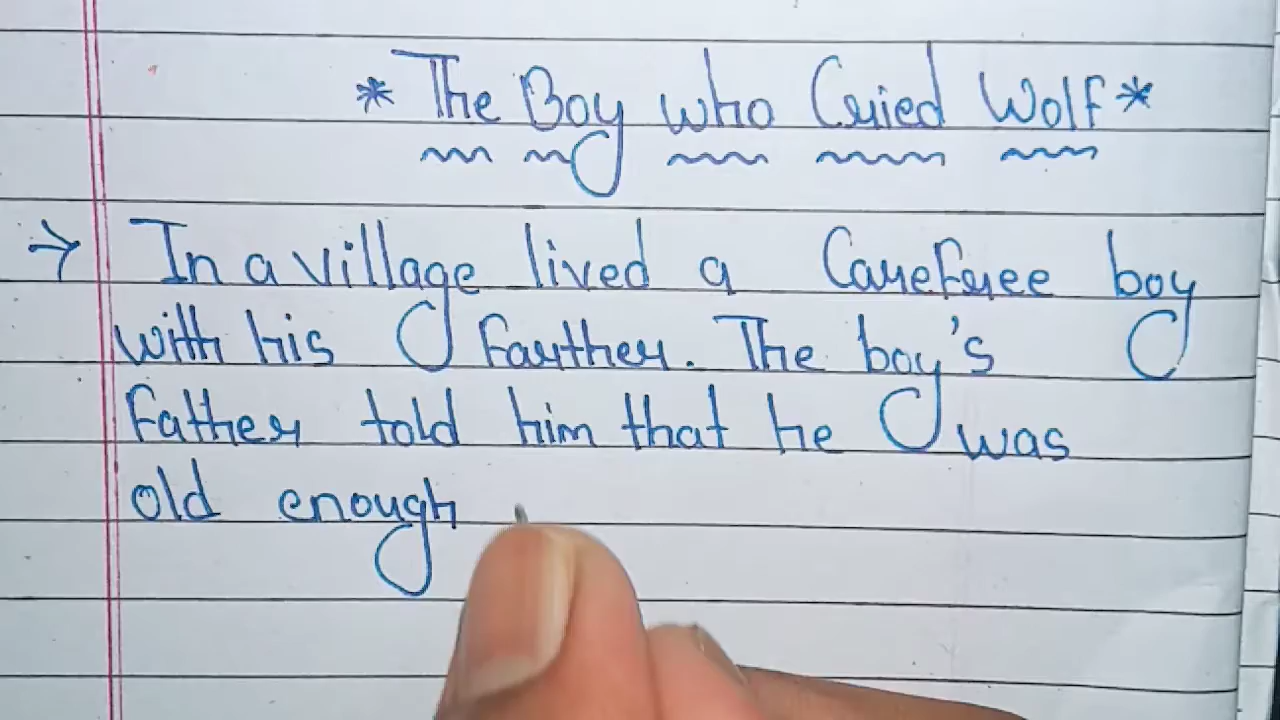 * The Boy who Cried Wolf *
→ In a village lived a Carefree boy
with his farther. The boy's
Father told him that he was
old enough